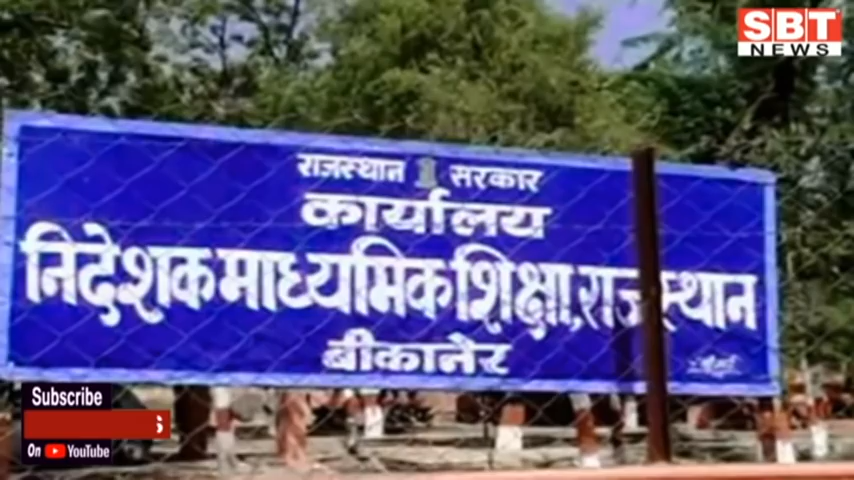 SBT
NEWS
राजस्थान सरकार
कार्यालय
निदेशक माध्यमिक शिक्षा, राजस्थान
बीकानेर
Subscribe
S
On YouTube